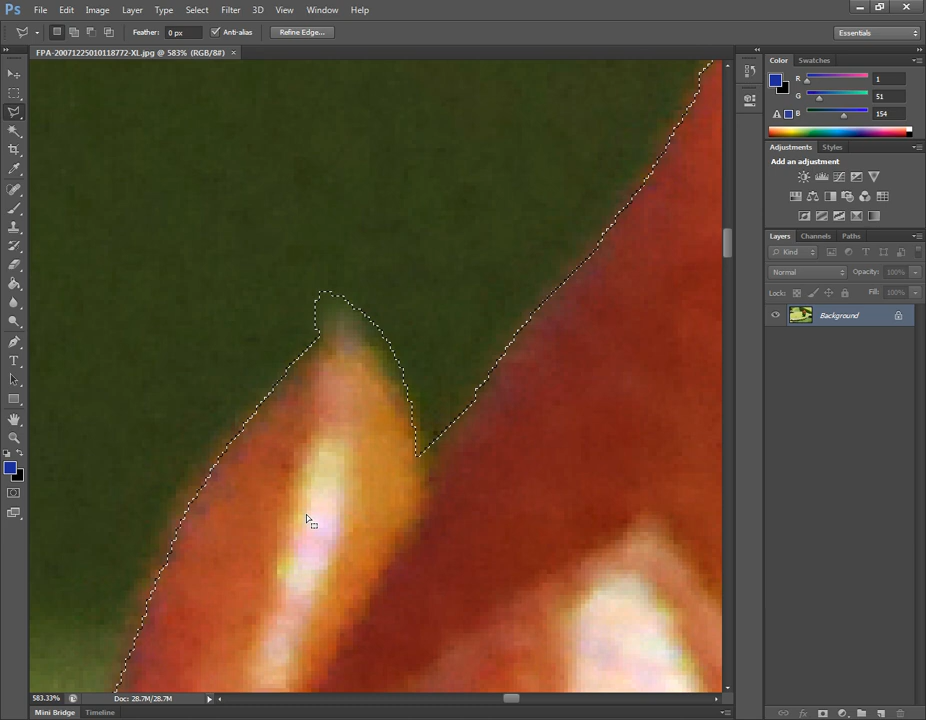 Ps File Edit Image Layer Type Select Filter 3D View Window Help
Feather: 0 px Anti-alias Refine Edge... Essentials
FPA-20071225010118772-XL.jpg @ 583% (RGB/8#) ×
Color Swatches
R 1
G 51
B 154
Adjustments Styles
Add an adjustment
Layers Channels Paths
Kind
Normal Opacity: 100%
Lock: Fill: 100%
Background
583.33% Doc: 28.7M/28.7M
Mini Bridge Timeline